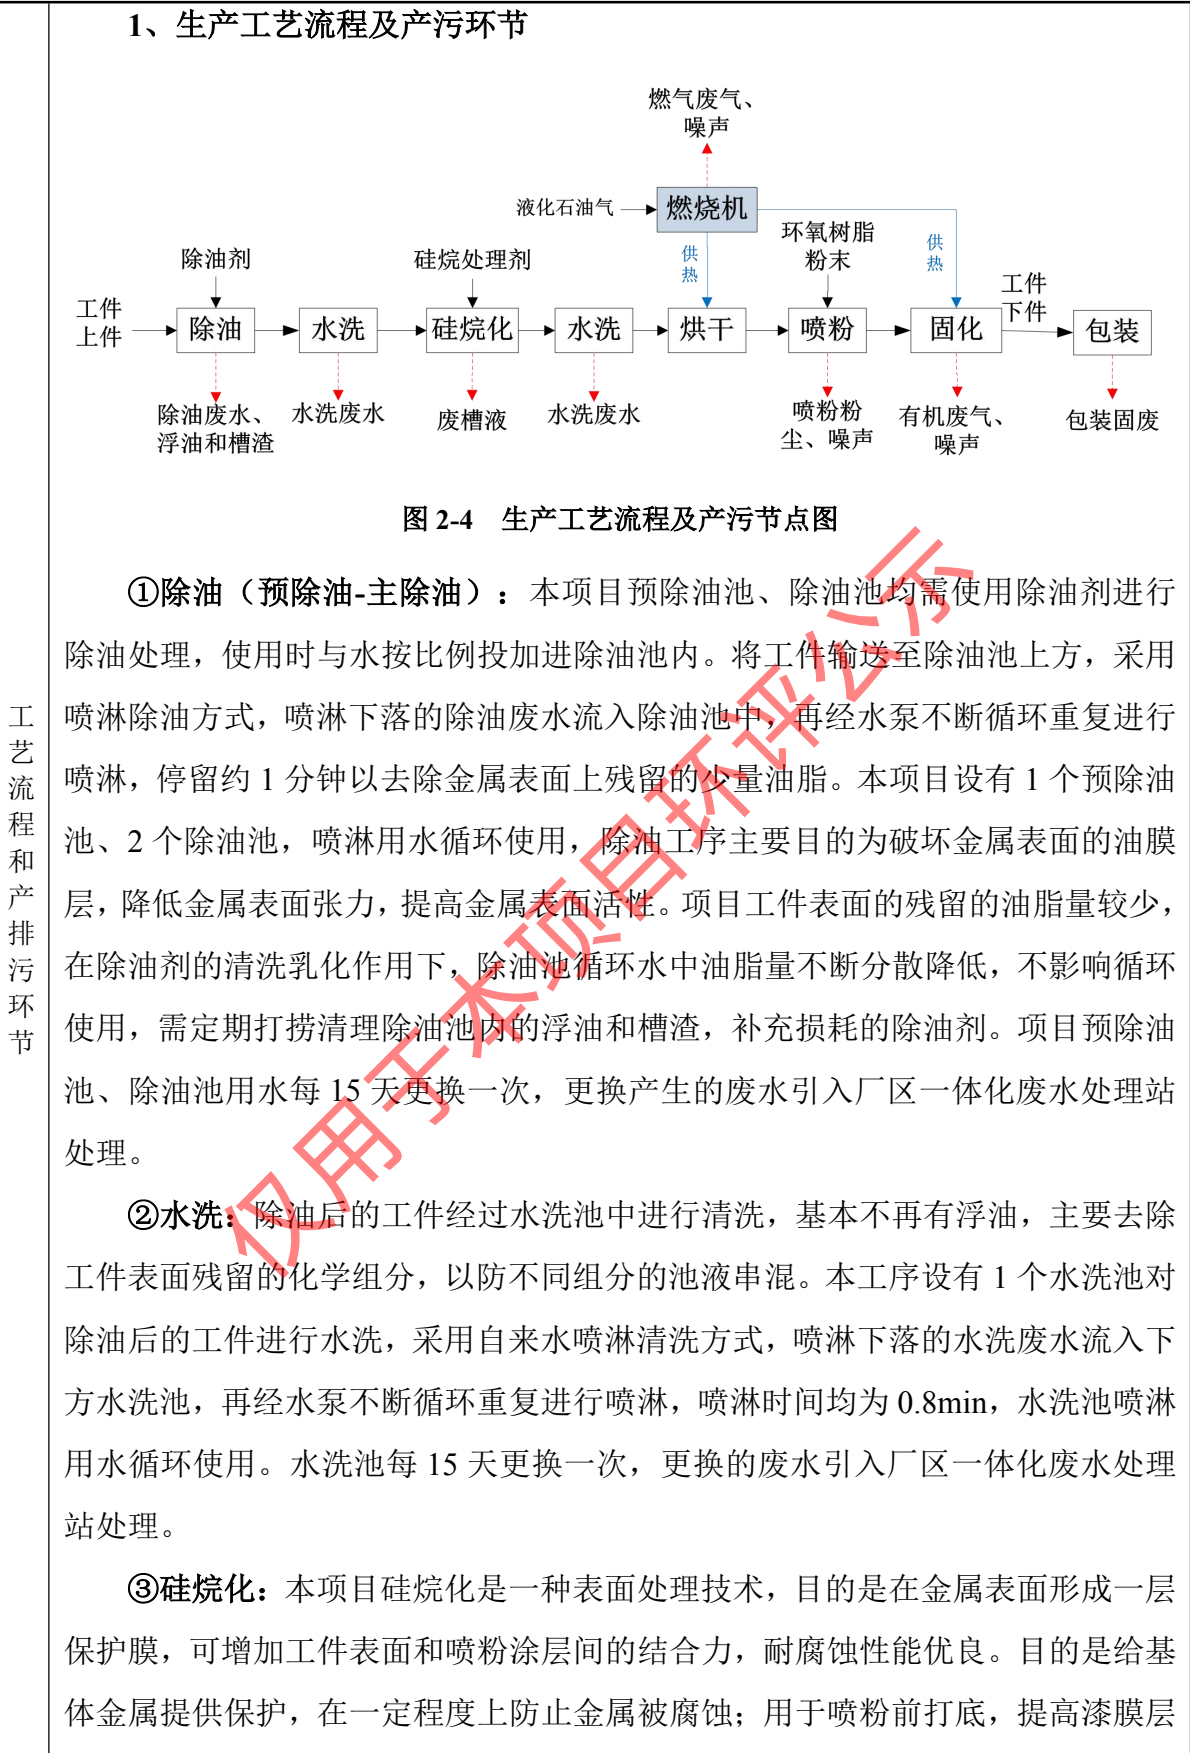 1、生产工艺流程及产污环节
燃气废气、
噪声
液化石油气
燃烧机
环氧树脂
粉末
供
热
供
热
除油剂
硅烷处理剂
工件
上件
除油
水洗
硅烷化
水洗
烘干
喷粉
固化
工件
下件
包装
除油废水、
浮油和槽渣
水洗废水
废槽液
水洗废水
喷粉粉
尘、噪声
有机废气、
噪声
包装固废
图 2-4 生产工艺流程及产污节点图
工
艺
流
程
和
产
排
污
环
节
①除油（预除油-主除油）：本项目预除油池、除油池均需使用除油剂进行
除油处理，使用时与水按比例投加进除油池内。将工件输送至除油池上方，采用
喷淋除油方式，喷淋下落的除油废水流入除油池中，再经水泵不断循环重复进行
喷淋，停留约 1 分钟以去除金属表面上残留的少量油脂。本项目设有 1 个预除油
池、2 个除油池，喷淋用水循环使用，除油工序主要目的为破坏金属表面的油膜
层，降低金属表面张力，提高金属表面活性。项目工件表面的残留的油脂量较少，
在除油剂的清洗乳化作用下，除油池循环水中油脂量不断分散降低，不影响循环
使用，需定期打捞清理除油池内的浮油和槽渣，补充损耗的除油剂。项目预除油
池、除油池用水每 15 天更换一次，更换产生的废水引入厂区一体化废水处理站
处理。
②水洗：除油后的工件经过水洗池中进行清洗，基本不再有浮油，主要去除
工件表面残留的化学组分，以防不同组分的池液串混。本工序设有 1 个水洗池对
除油后的工件进行水洗，采用自来水喷淋清洗方式，喷淋下落的水洗废水流入下
方水洗池，再经水泵不断循环重复进行喷淋，喷淋时间均为 0.8min，水洗池喷淋
用水循环使用。水洗池每 15 天更换一次，更换的废水引入厂区一体化废水处理
站处理。
③硅烷化：本项目硅烷化是一种表面处理技术，目的是在金属表面形成一层
保护膜，可增加工件表面和喷粉涂层间的结合力，耐腐蚀性能优良。目的是给基
体金属提供保护，在一定程度上防止金属被腐蚀；用于喷粉前打底，提高漆膜层
仅用于本项目环评公示